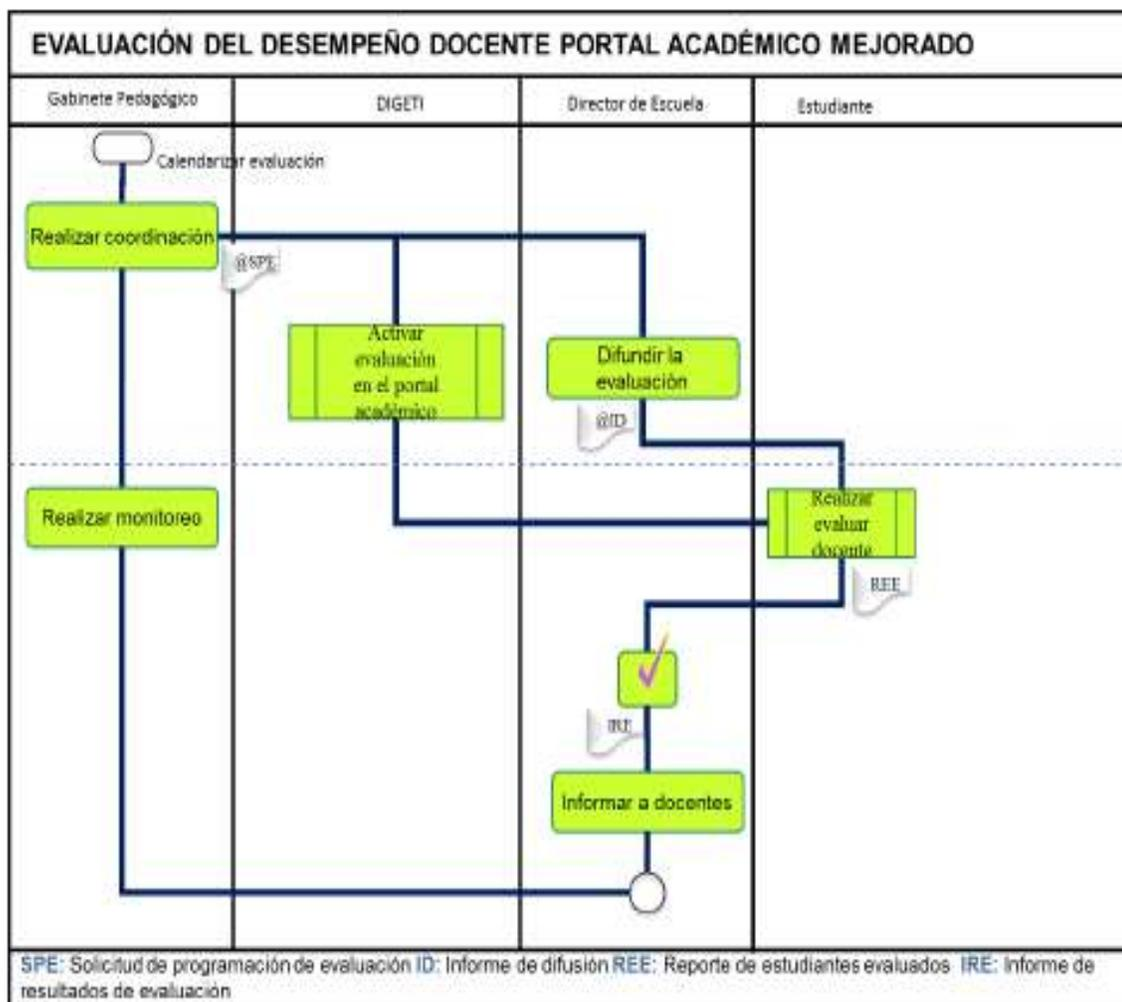 EVALUACIÓN DEL DESEMPEÑO DOCENTE PORTAL ACADÉMICO MEJORADO
Gabinete Pedagógico
DIGETI
Director de Escuela
Estudiante
Calendarizar evaluación
Realizar coordinación
@SPE
Activar
evaluación
en el portal
académico
Difundir la
evaluación
@ID
Realizar monitoreo
Realizar
evaluar
docente
REE
IRE
Informar a docentes
SPE: Solicitud de programación de evaluación ID: Informe de difusión REE: Reporte de estudiantes evaluados IRE: Informe de
resultados de evaluación